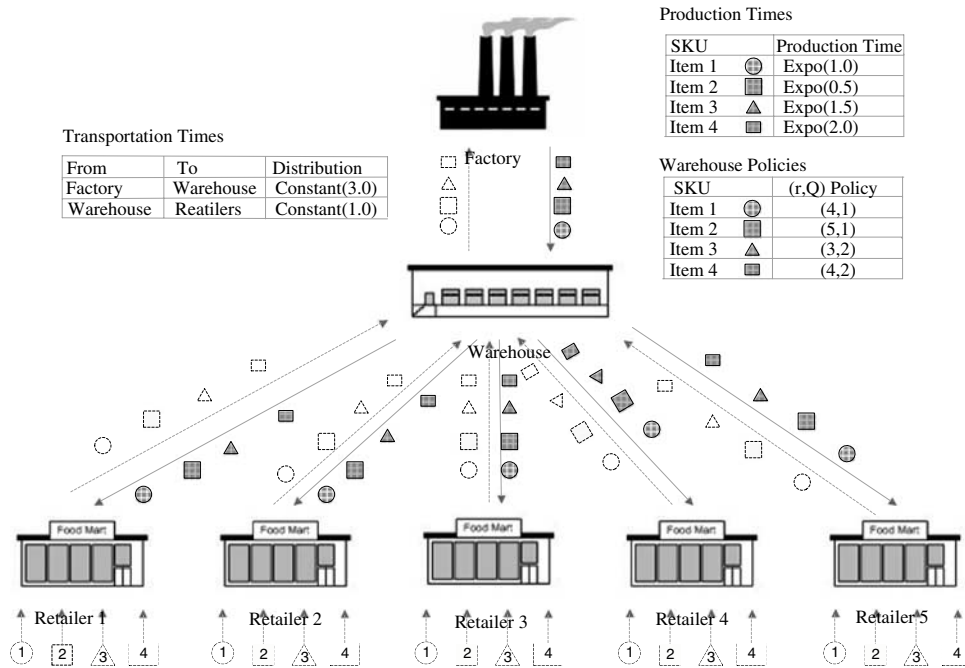 Production Times
SKU Production Time
Item 1 Expo(1.0)
Item 2 Expo(0.5)
Item 3 Expo(1.5)
Item 4 Expo(2.0)
Transportation Times
From To Distribution
Factory Warehouse Constant(3.0)
Warehouse Reatilers Constant(1.0)
Factory
Warehouse Policies
SKU (r,Q) Policy
Item 1 (4,1)
Item 2 (5,1)
Item 3 (3,2)
Item 4 (4,2)
Warehouse
Food Mart Food Mart Food Mart Food Mart Food Mart
Retailer 1 Retailer 2 Retailer 3 Retailer 4 Retailer 5
1 2 3 4 1 2 3 4 1 2 3 4 1 2 3 4 1 2 3 4